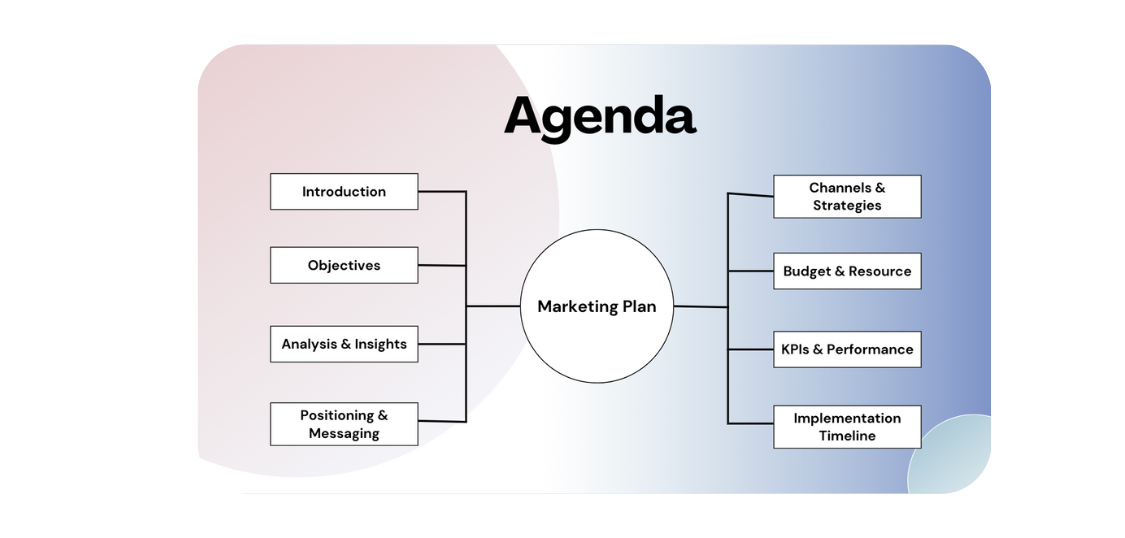 Agenda
Introduction
Objectives
Analysis & Insights
Positioning &
Messaging
Marketing Plan
Channels &
Strategies
Budget & Resource
KPIs & Performance
Implementation
Timeline